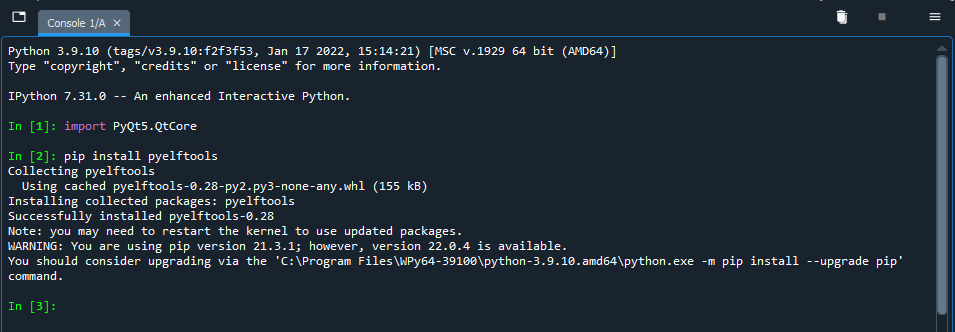 Console 1/A
Python 3.9.10 (tags/v3.9.10:f2f3f53, Jan 17 2022, 15:14:21) [MSC v.1929 64 bit (AMD64)]
Type "copyright", "credits" or "license" for more information.
IPython 7.31.0 -- An enhanced Interactive Python.
In [1]: import PyQt5.QtCore
In [2]: pip install pyelftools
Collecting pyelftools
  Using cached pyelftools-0.28-py2.py3-none-any.whl (155 kB)
Installing collected packages: pyelftools
Successfully installed pyelftools-0.28
Note: you may need to restart the kernel to use updated packages.
WARNING: You are using pip version 21.3.1; however, version 22.0.4 is available.
You should consider upgrading via the 'C:\Program Files\WPy64-39100\python-3.9.10.amd64\python.exe -m pip install --upgrade pip'
command.
In [3]: